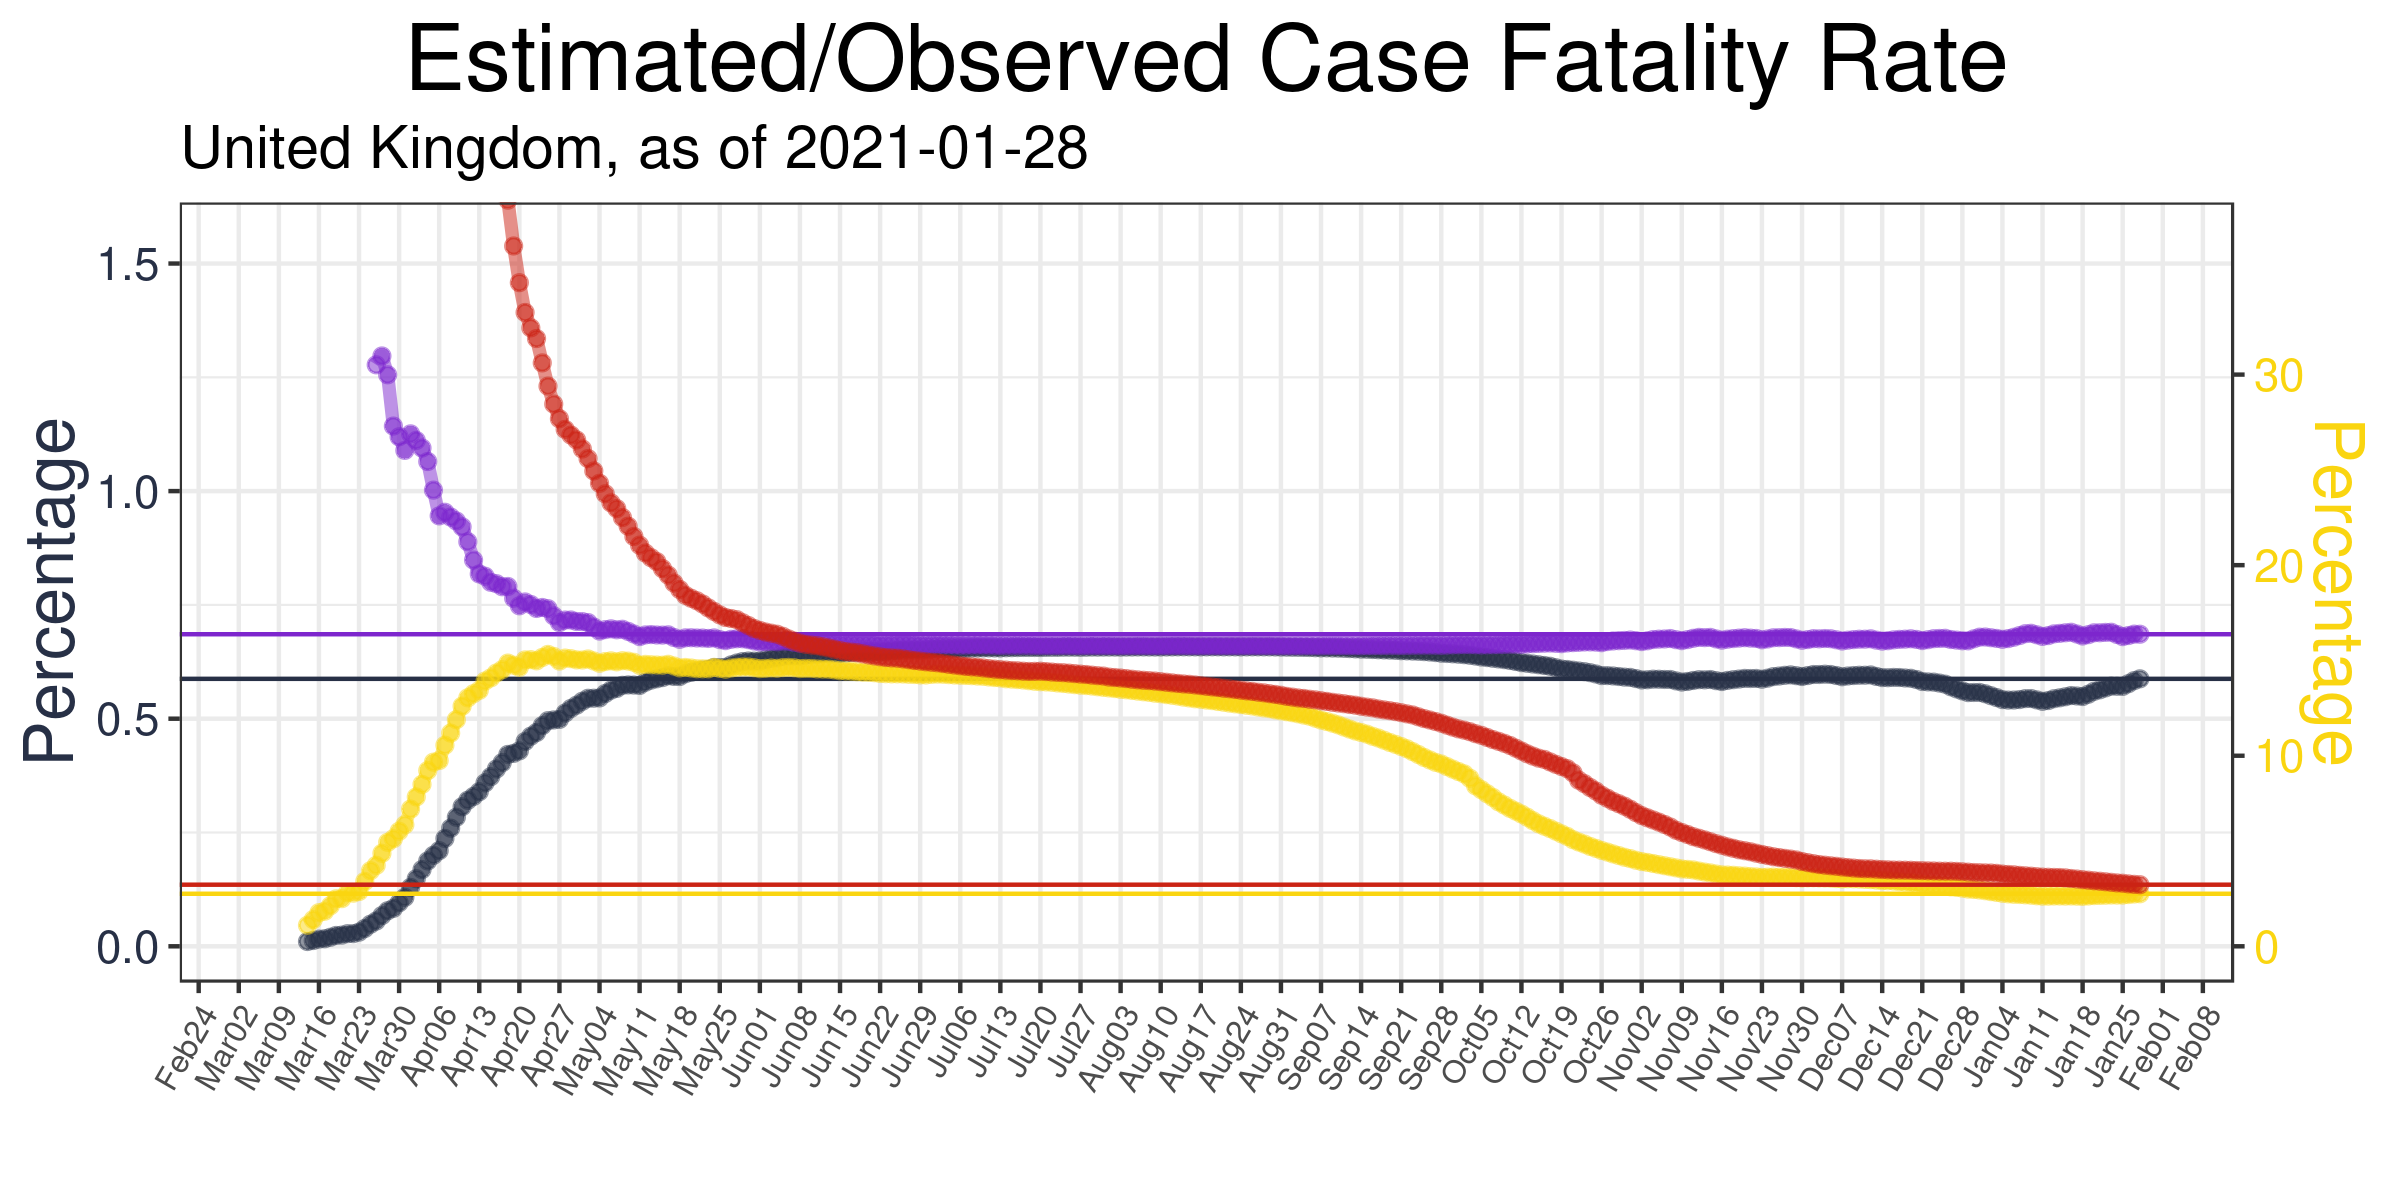 Estimated/Observed Case Fatality Rate
United Kingdom, as of 2021-01-28
Percentage
1.5
1.0
0.5
0.0
30
20
10
0
Percentage
Feb24
Mar02
Mar09
Mar16
Mar23
Mar30
Apr06
Apr13
Apr20
Apr27
May04
May11
May18
May25
Jun01
Jun08
Jun15
Jun22
Jun29
Jul06
Jul13
Jul20
Jul27
Aug03
Aug10
Aug17
Aug24
Aug31
Sep07
Sep14
Sep21
Sep28
Oct05
Oct12
Oct19
Oct26
Nov02
Nov09
Nov16
Nov23
Nov30
Dec07
Dec14
Dec21
Dec28
Jan04
Jan11
Jan18
Jan25
Feb01
Feb08